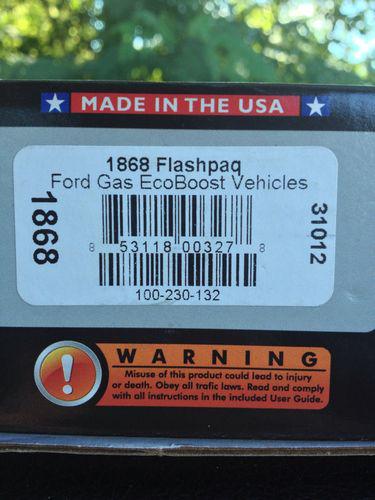 MADE IN THE USA
1868 Flashpaq
Ford Gas EcoBoost Vehicles
1868
31012
8 53118 00327 8
100-230-132
WARNING
Misuse of this product could lead to injury
or death. Obey all trafic laws. Read and comply
with all instructions in the included User Guide.